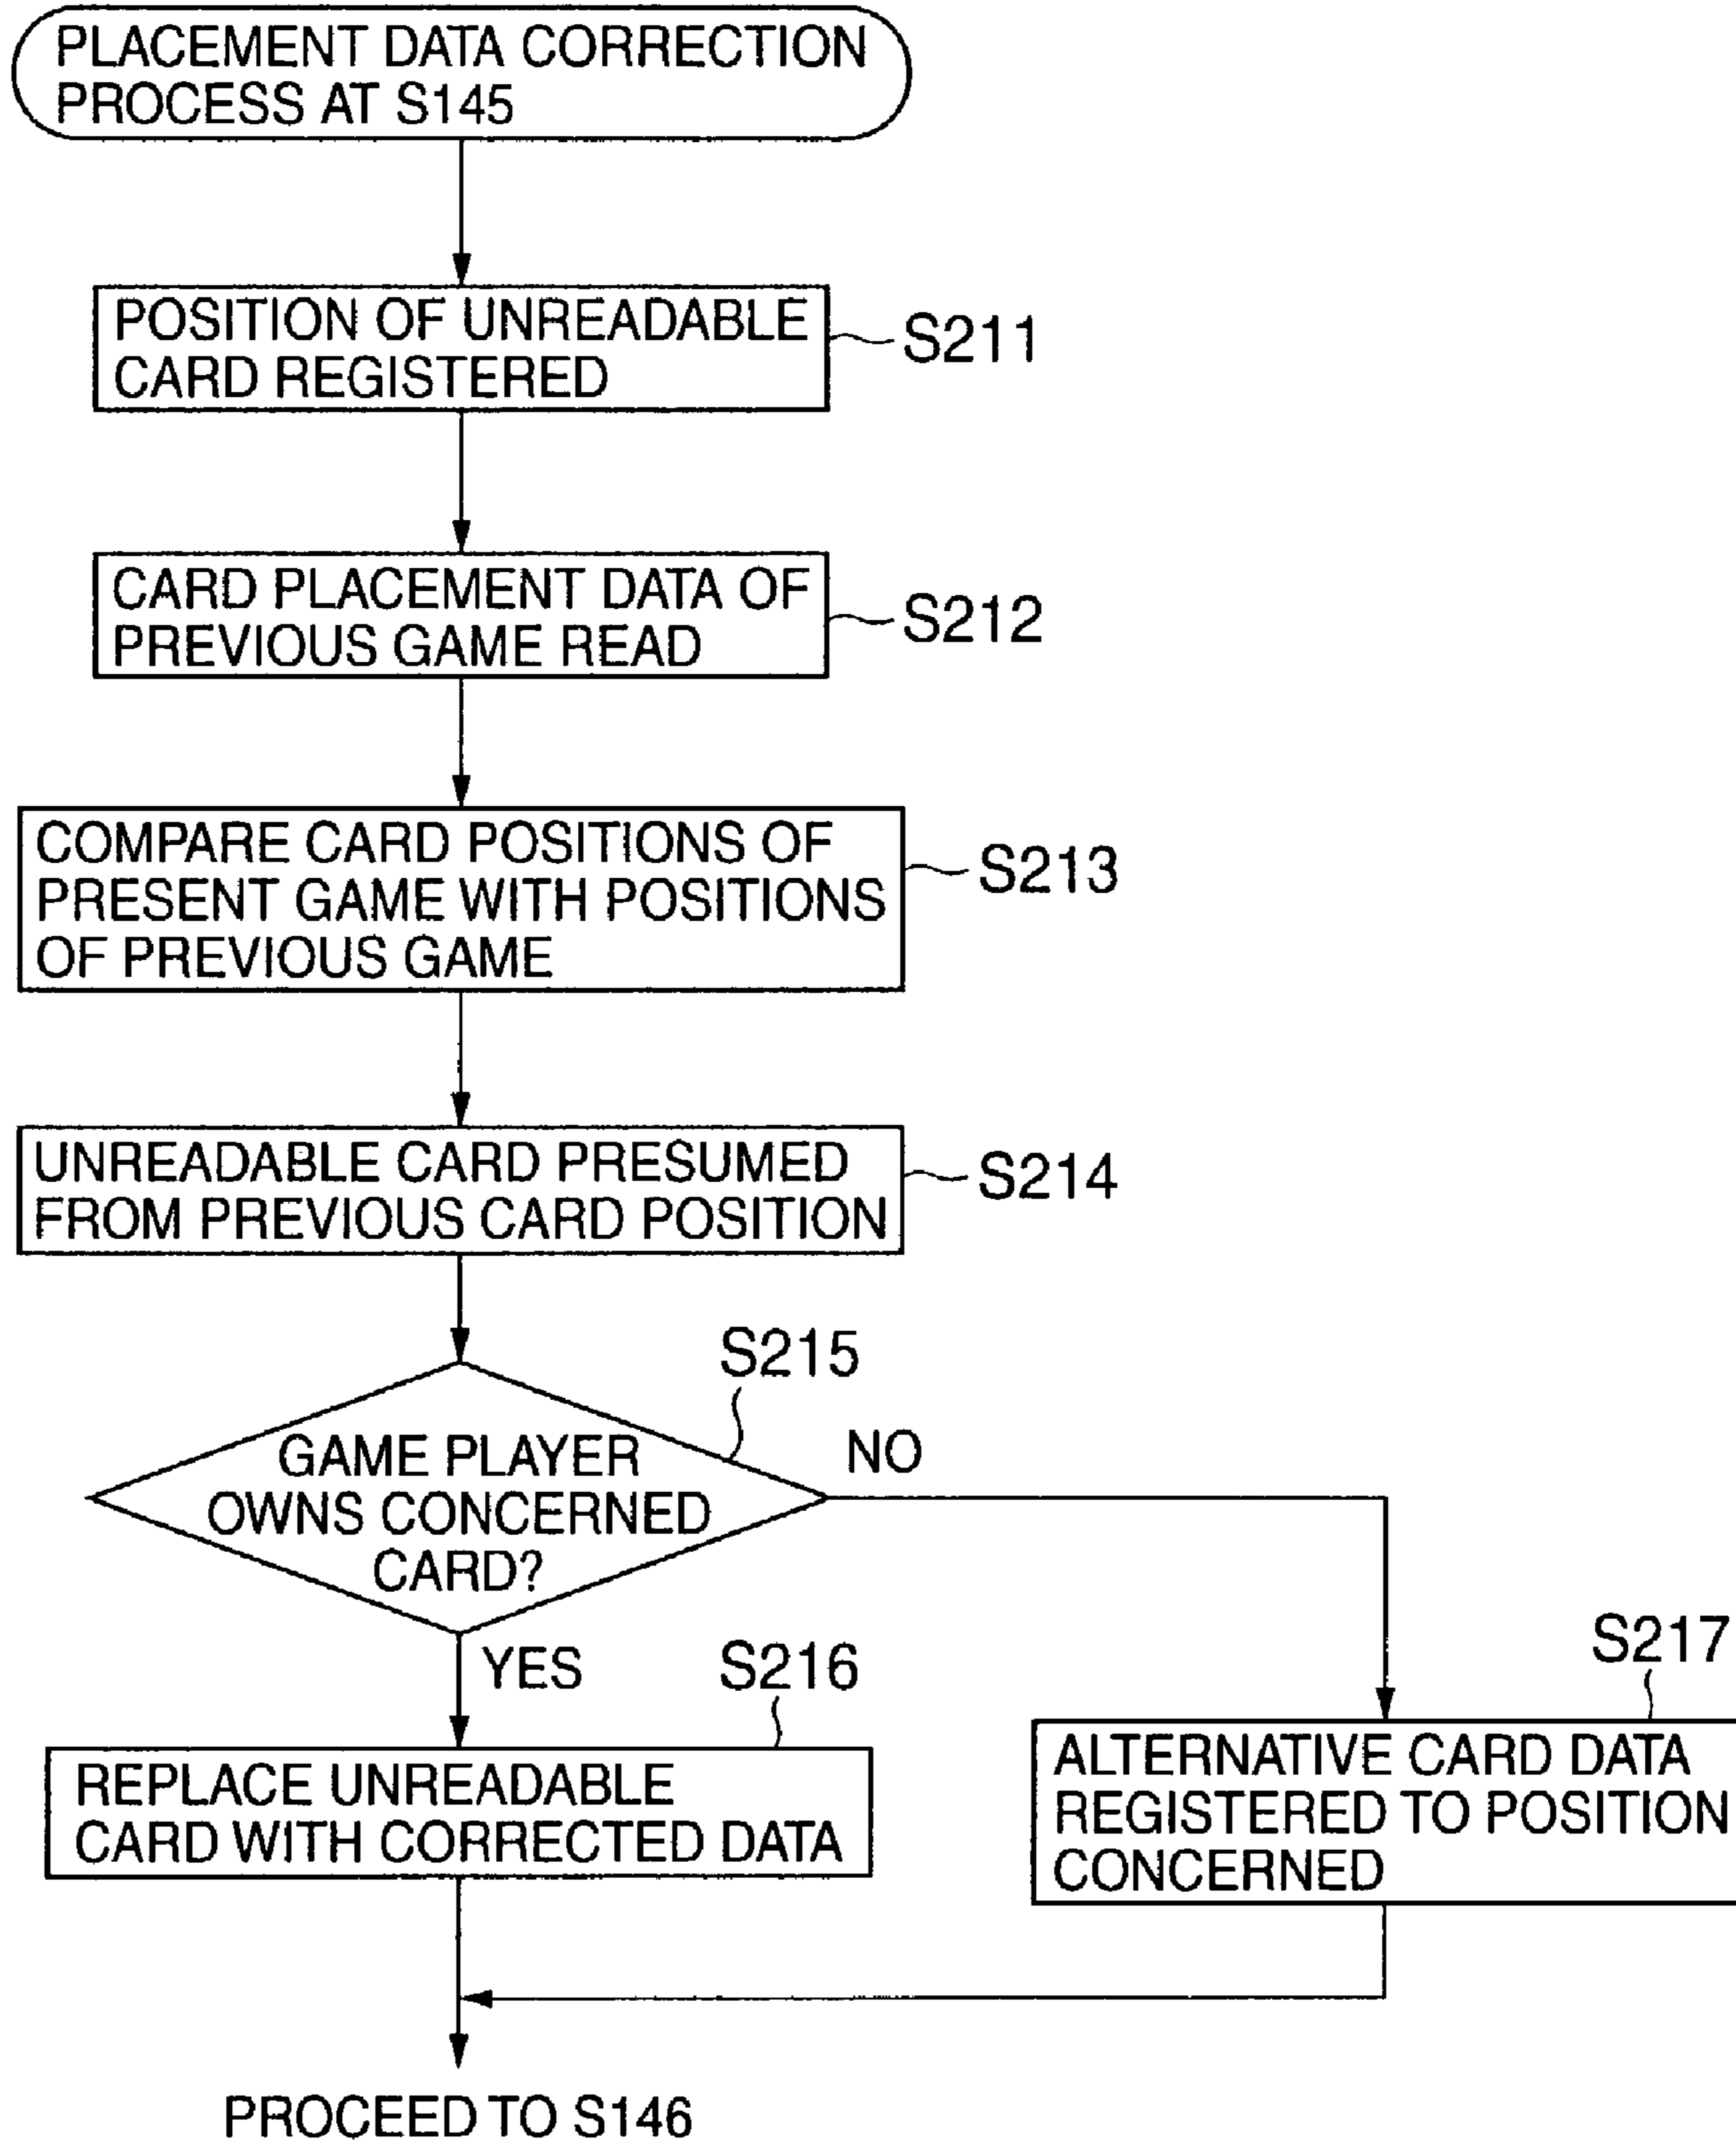 PLACEMENT DATA CORRECTION
PROCESS AT S145
POSITION OF UNREADABLE
CARD REGISTERED
S211
CARD PLACEMENT DATA OF
PREVIOUS GAME READ
S212
COMPARE CARD POSITIONS OF
PRESENT GAME WITH POSITIONS
OF PREVIOUS GAME
S213
UNREADABLE CARD PRESUMED
FROM PREVIOUS CARD POSITION
S214
S215
GAME PLAYER
OWNS CONCERNED
CARD?
NO
YES
S216
REPLACE UNREADABLE
CARD WITH CORRECTED DATA
S217
ALTERNATIVE CARD DATA
REGISTERED TO POSITION
CONCERNED
PROCEED TO S146